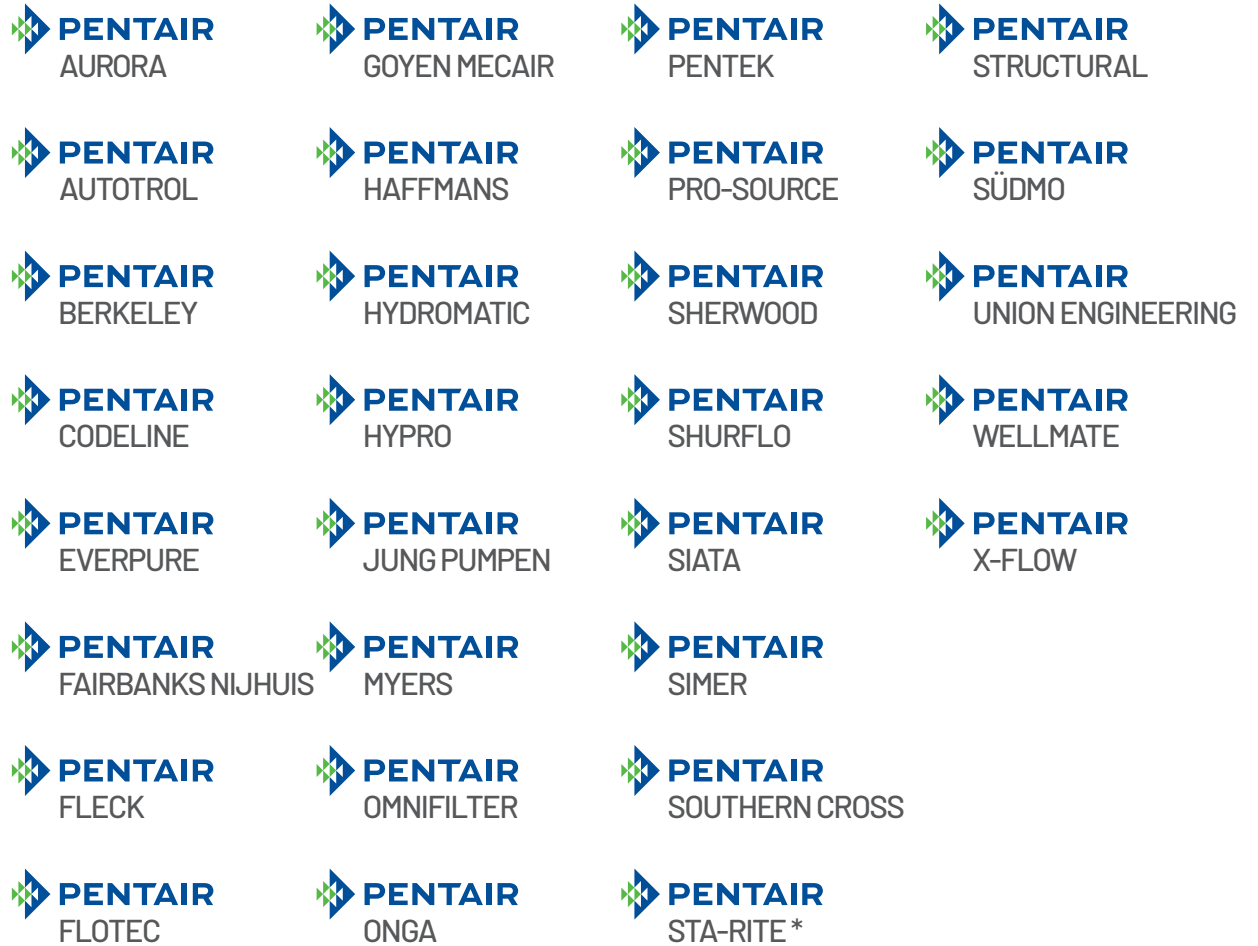 PENTAIR
AURORA
PENTAIR
AUTOTROL
PENTAIR
BERKELEY
PENTAIR
CODELINE
PENTAIR
EVERPURE
PENTAIR
FAIRBANKS NIJHUIS
PENTAIR
FLECK
PENTAIR
FLOTEC
PENTAIR
GOYEN MECAIR
PENTAIR
HAFFMANS
PENTAIR
HYDROMATIC
PENTAIR
HYPRO
PENTAIR
JUNG PUMPEN
PENTAIR
MYERS
PENTAIR
OMNIFILTER
PENTAIR
ONGA
PENTAIR
PENTEK
PENTAIR
PRO-SOURCE
PENTAIR
SHERWOOD
PENTAIR
SHURFLO
PENTAIR
SIATA
PENTAIR
SIMER
PENTAIR
SOUTHERN CROSS
PENTAIR
STA-RITE *
PENTAIR
STRUCTURAL
PENTAIR
SÜDMO
PENTAIR
UNION ENGINEERING
PENTAIR
WELLMATE
PENTAIR
X-FLOW